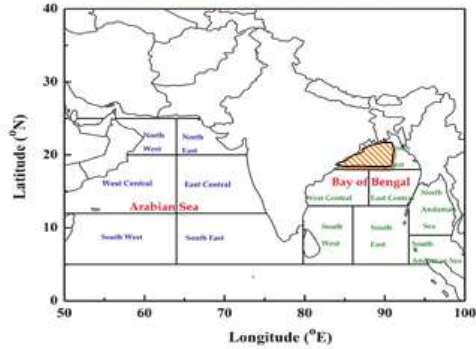 40
30
20
10
0
50
60
70
80
90
100
Latitude (°N)
Longitude (°E)
North
West
North
East
West Central
East Central
Arabian Sea
South West
South East
Bay of Bengal
West Central
East Central
South
West
South
East
North
Andaman
Sea
South
Andaman Sea